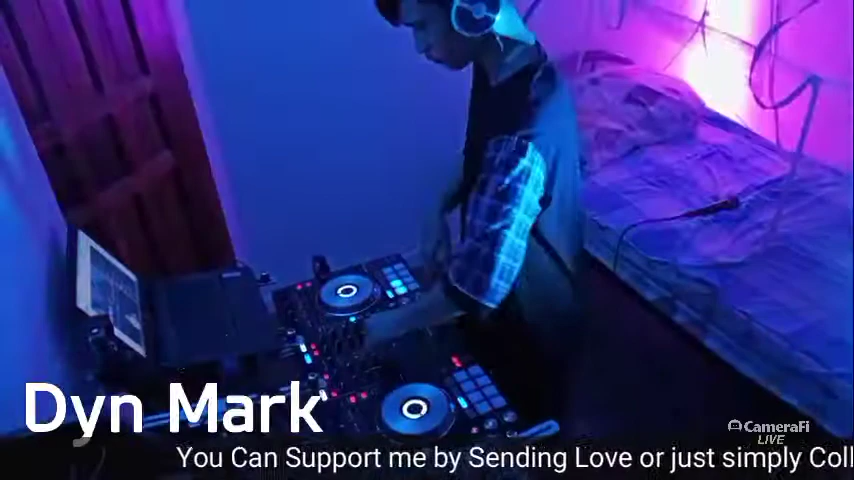 Dyn Mark
CameraFi
LIVE
You Can Support me by Sending Love or just simply Coll